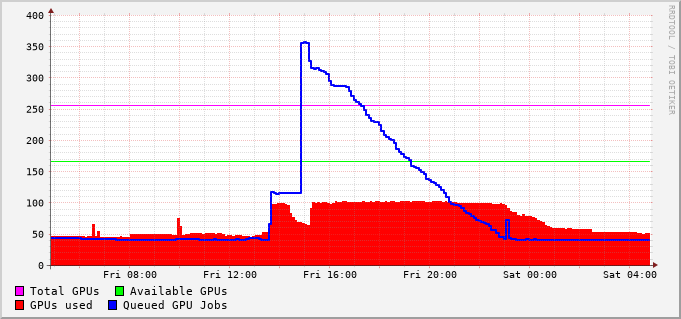 400
350
300
250
200
150
100
50
0
Fri 08:00 Fri 12:00 Fri 16:00 Fri 20:00 Sat 00:00 Sat 04:00
Total GPUs Available GPUs
GPUs used Queued GPU Jobs
RRDTOOL / TOBI OETIKER